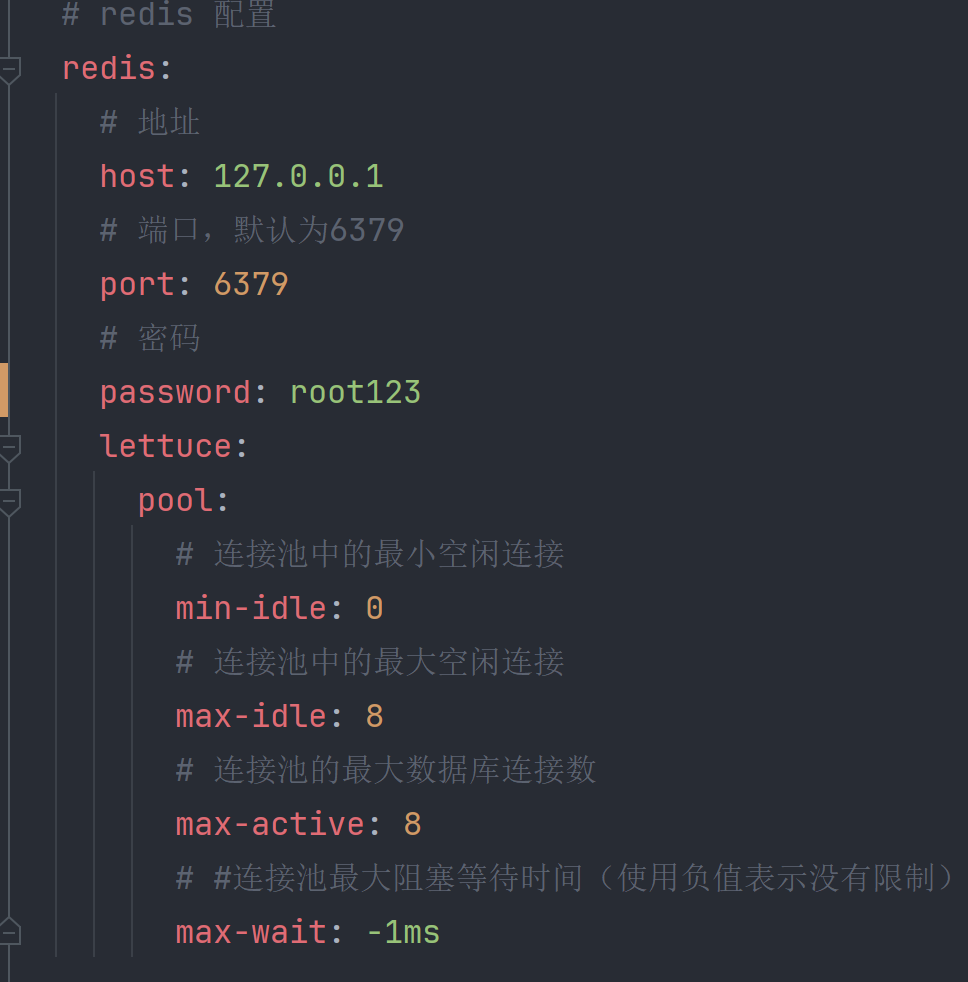 # redis 配置
redis:
# 地址
host: 127.0.0.1
# 端口，默认为6379
port: 6379
# 密码
password: root123
lettuce:
pool:
# 连接池中的最小空闲连接
min-idle: 0
# 连接池中的最大空闲连接
max-idle: 8
# 连接池的最大数据库连接数
max-active: 8
# #连接池最大阻塞等待时间（使用负值表示没有限制）
max-wait: -1ms